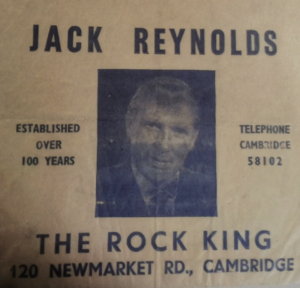 JACK REYNOLDS
ESTABLISHED
OVER
100 YEARS
TELEPHONE
CAMBRIDGE
58102
THE ROCK KING
120 NEWMARKET RD., CAMBRIDGE